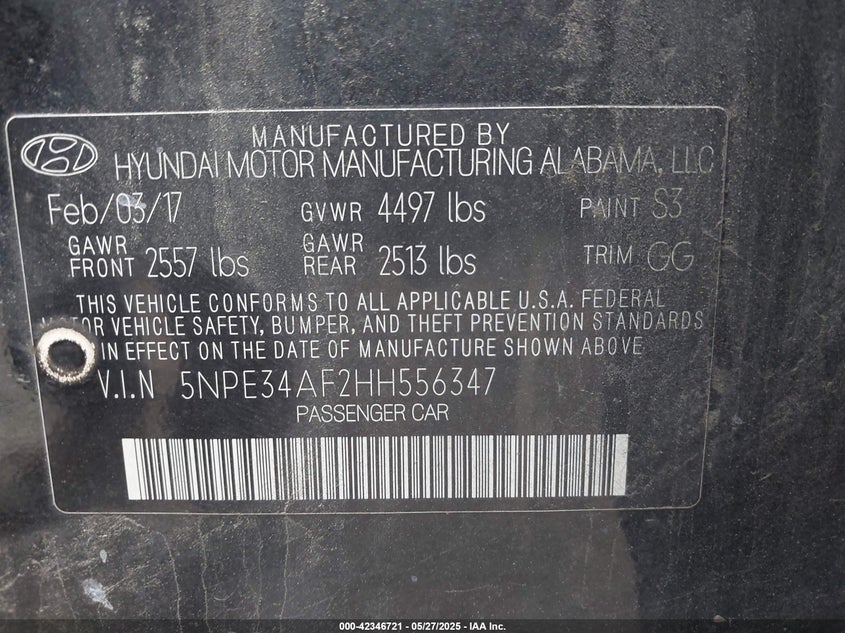 MANUFACTURED BY
HYUNDAI MOTOR MANUFACTURING ALABAMA, LLC
Feb/03/17 GVWR 4497 lbs PAINT S3
GAWR FRONT 2557 lbs GAWR REAR 2513 lbs TRIM GG
THIS VEHICLE CONFORMS TO ALL APPLICABLE U.S.A. FEDERAL
MOTOR VEHICLE SAFETY, BUMPER, AND THEFT PREVENTION STANDARDS
IN EFFECT ON THE DATE OF MANUFACTURE SHOWN ABOVE
V.I.N 5NPE34AF2HH556347
PASSENGER CAR
000-42346721 | 05/27/2025 - IAA Inc.